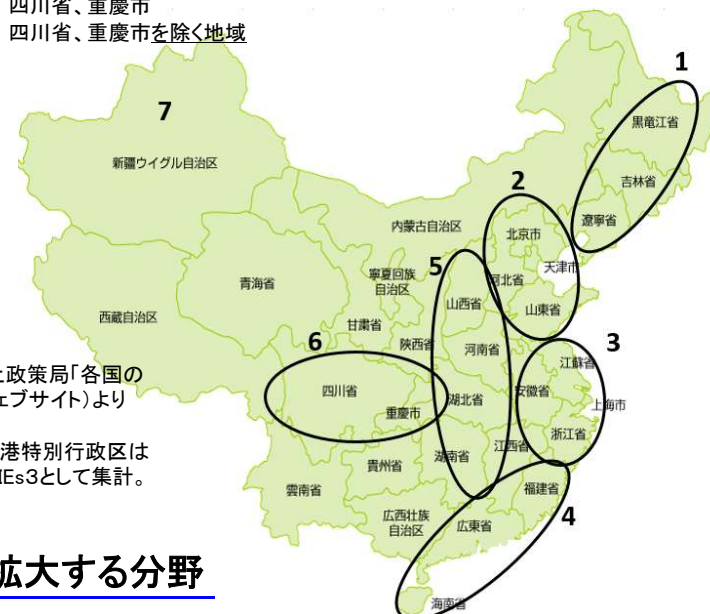 四川省、重慶市
四川省、重慶市を除く地域
1
黒竜江省
7
吉林省
新疆ウイグル自治区
2
遼寧省
内蒙古自治区
北京市
5
天津市
青海省
寧夏回族
自治区
河北省
山西省
山東省
西蔵自治区
甘粛省
6
陝西省
河南省
3
江蘇省
四川省
湖北省
安徽省
上海市
重慶市
浙江省
江西省
湖南省
貴州省
福建省
雲南省
広西壮族
自治区
広東省
4
海南省
政策局「各国の
ェブサイト）より
港特別行政区は
Es3として集計。
拡大する分野